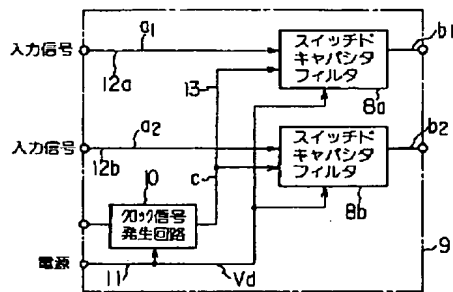 入力信号
a1
12a
スイッチド
キャパシタ
フィルタ
8a
b1
13
入力信号
a2
12b
c
スイッチド
キャパシタ
フィルタ
8b
b2
10
クロック信号
発生回路
電源
11
Vd
9